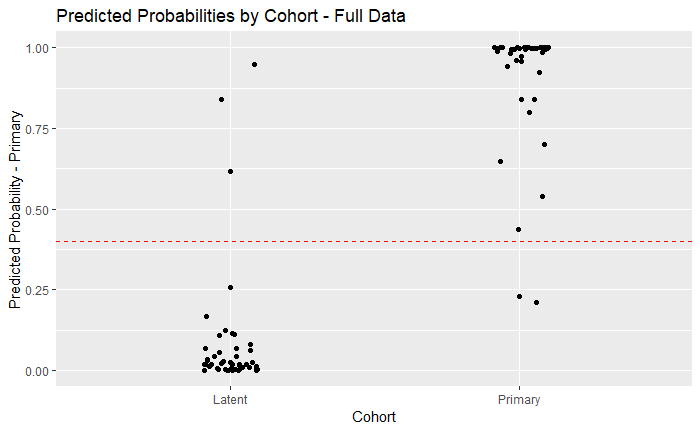 Predicted Probabilities by Cohort - Full Data
Predicted Probability - Primary
1.00
0.75
0.50
0.25
0.00
Latent
Primary
Cohort